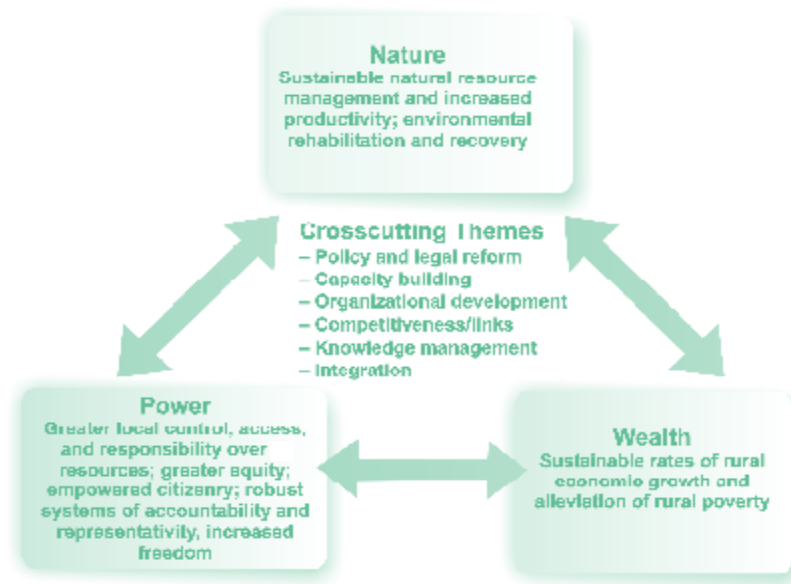 Nature
Sustainable natural resource
management and increased
productivity; environmental
rehabilitation and recovery
Crosscutting Themes
– Policy and legal reform
– Capacity building
– Organizational development
– Competitiveness/links
– Knowledge management
– Integration
Power
Greater local control, access,
and responsibility over
resources; greater equity;
empowered citizenry; robust
systems of accountability and
representativity, increased
freedom
Wealth
Sustainable rates of rural
economic growth and
alleviation of rural poverty